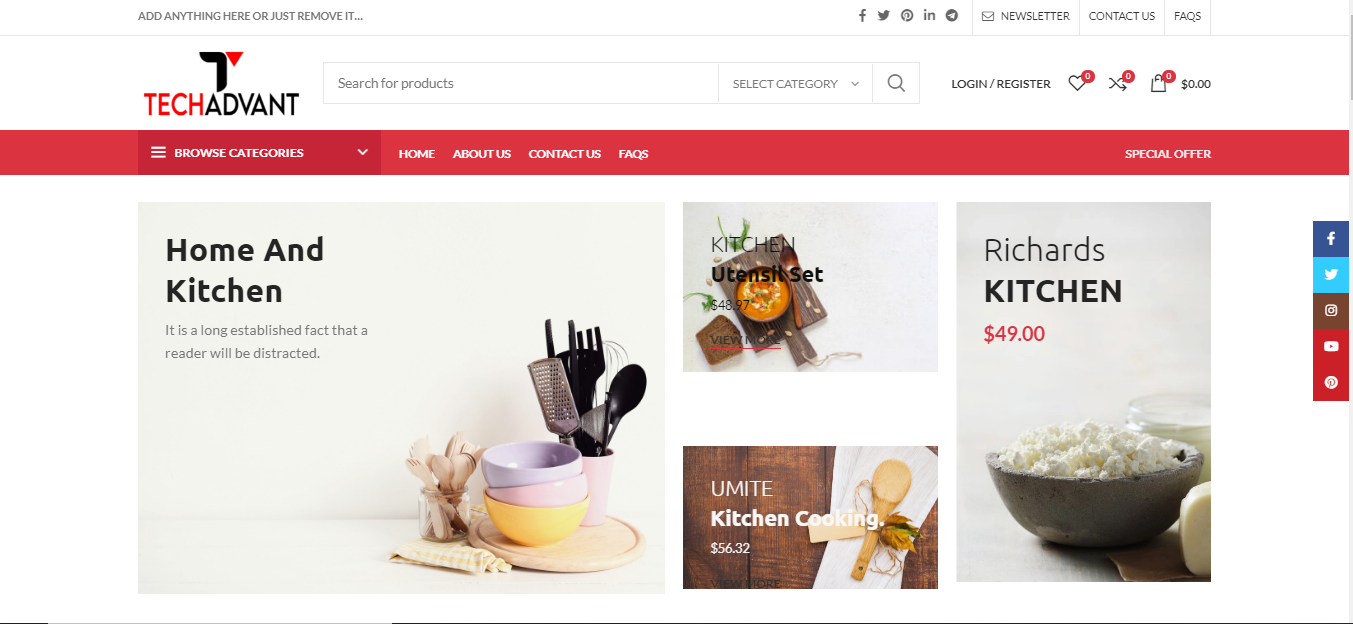 ADD ANYTHING HERE OR JUST REMOVE IT…
NEWSLETTER
CONTACT US
FAQS
TECHADVANT
Search for products
SELECT CATEGORY
LOGIN / REGISTER
0
0
0
$0.00
BROWSE CATEGORIES
HOME
ABOUT US
CONTACT US
FAQS
SPECIAL OFFER
Home And
Kitchen
It is a long established fact that a
reader will be distracted.
KITCHEN
Utensil Set
$48.97
VIEW MORE
UMITE
Kitchen Cooking.
$56.32
VIEW MORE
Richards
KITCHEN
$49.00